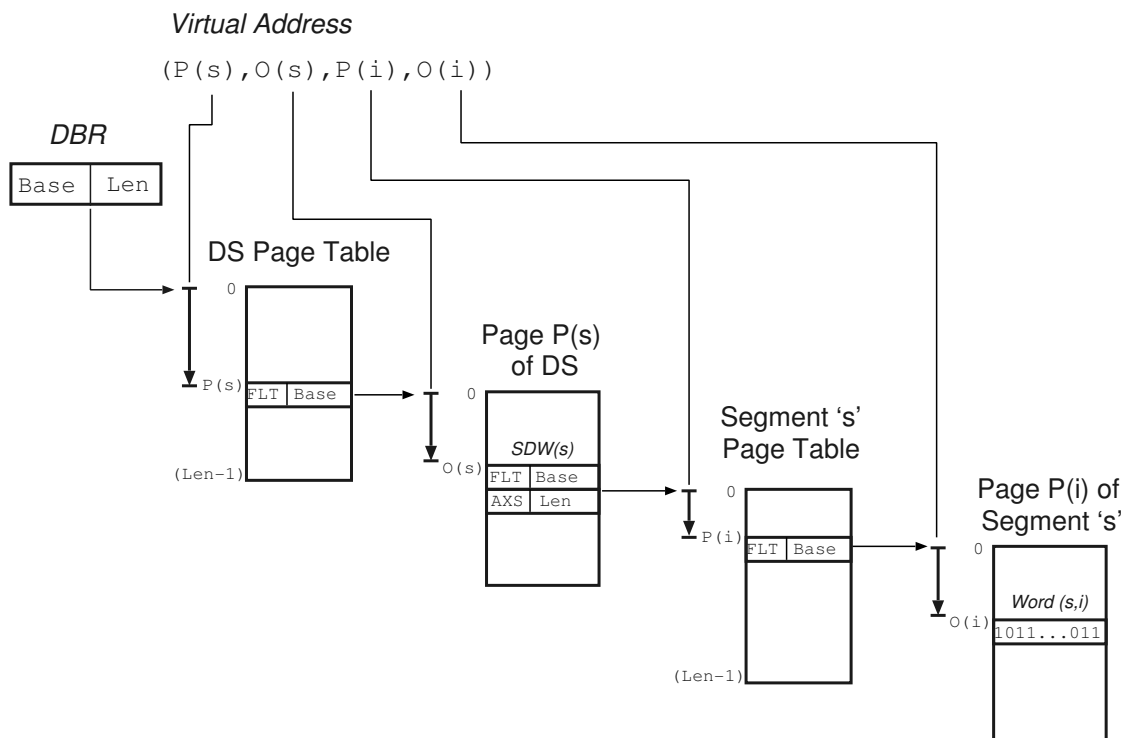 Virtual Address
(P(s),O(s),P(i),O(i))
DBR
Base Len
DS Page Table
0
P(s)
FLT Base
(Len-1)
Page P(s)
of DS
0
SDW(s)
O(s)
FLT Base
AXS Len
Segment ‘s’
Page Table
0
P(i)
FLT Base
(Len-1)
Page P(i) of
Segment ‘s’
0
Word (s,i)
O(i)
1011...011